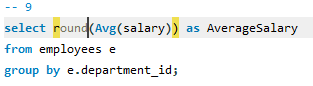 -- 9
select round(Avg(salary)) as AverageSalary
from employees e
group by e.department_id;